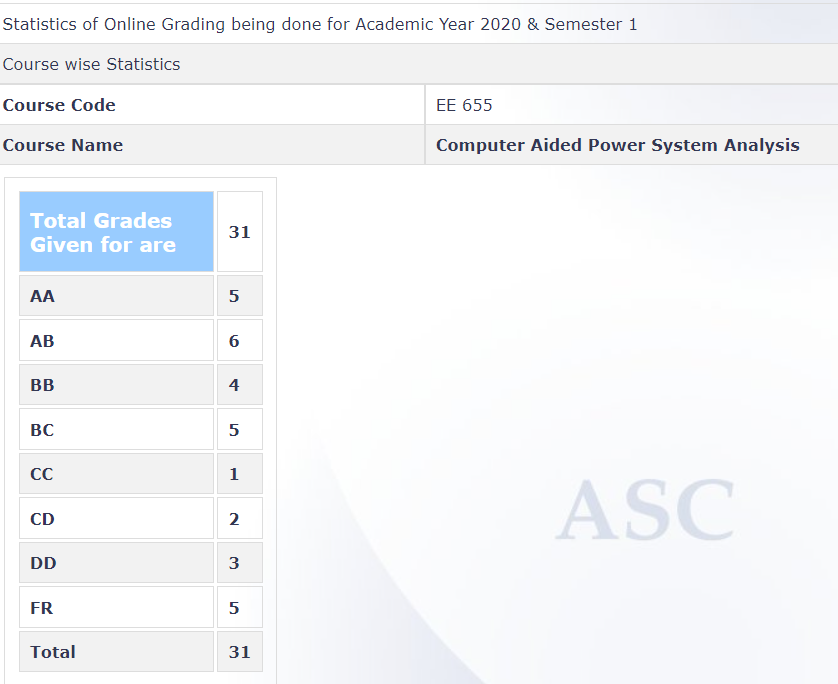 Statistics of Online Grading being done for Academic Year 2020 & Semester 1
Course wise Statistics
Course Code EE 655
Course Name Computer Aided Power System Analysis
Total Grades
Given for are 31
AA 5
AB 6
BB 4
BC 5
CC 1
CD 2
DD 3
FR 5
Total 31
ASC